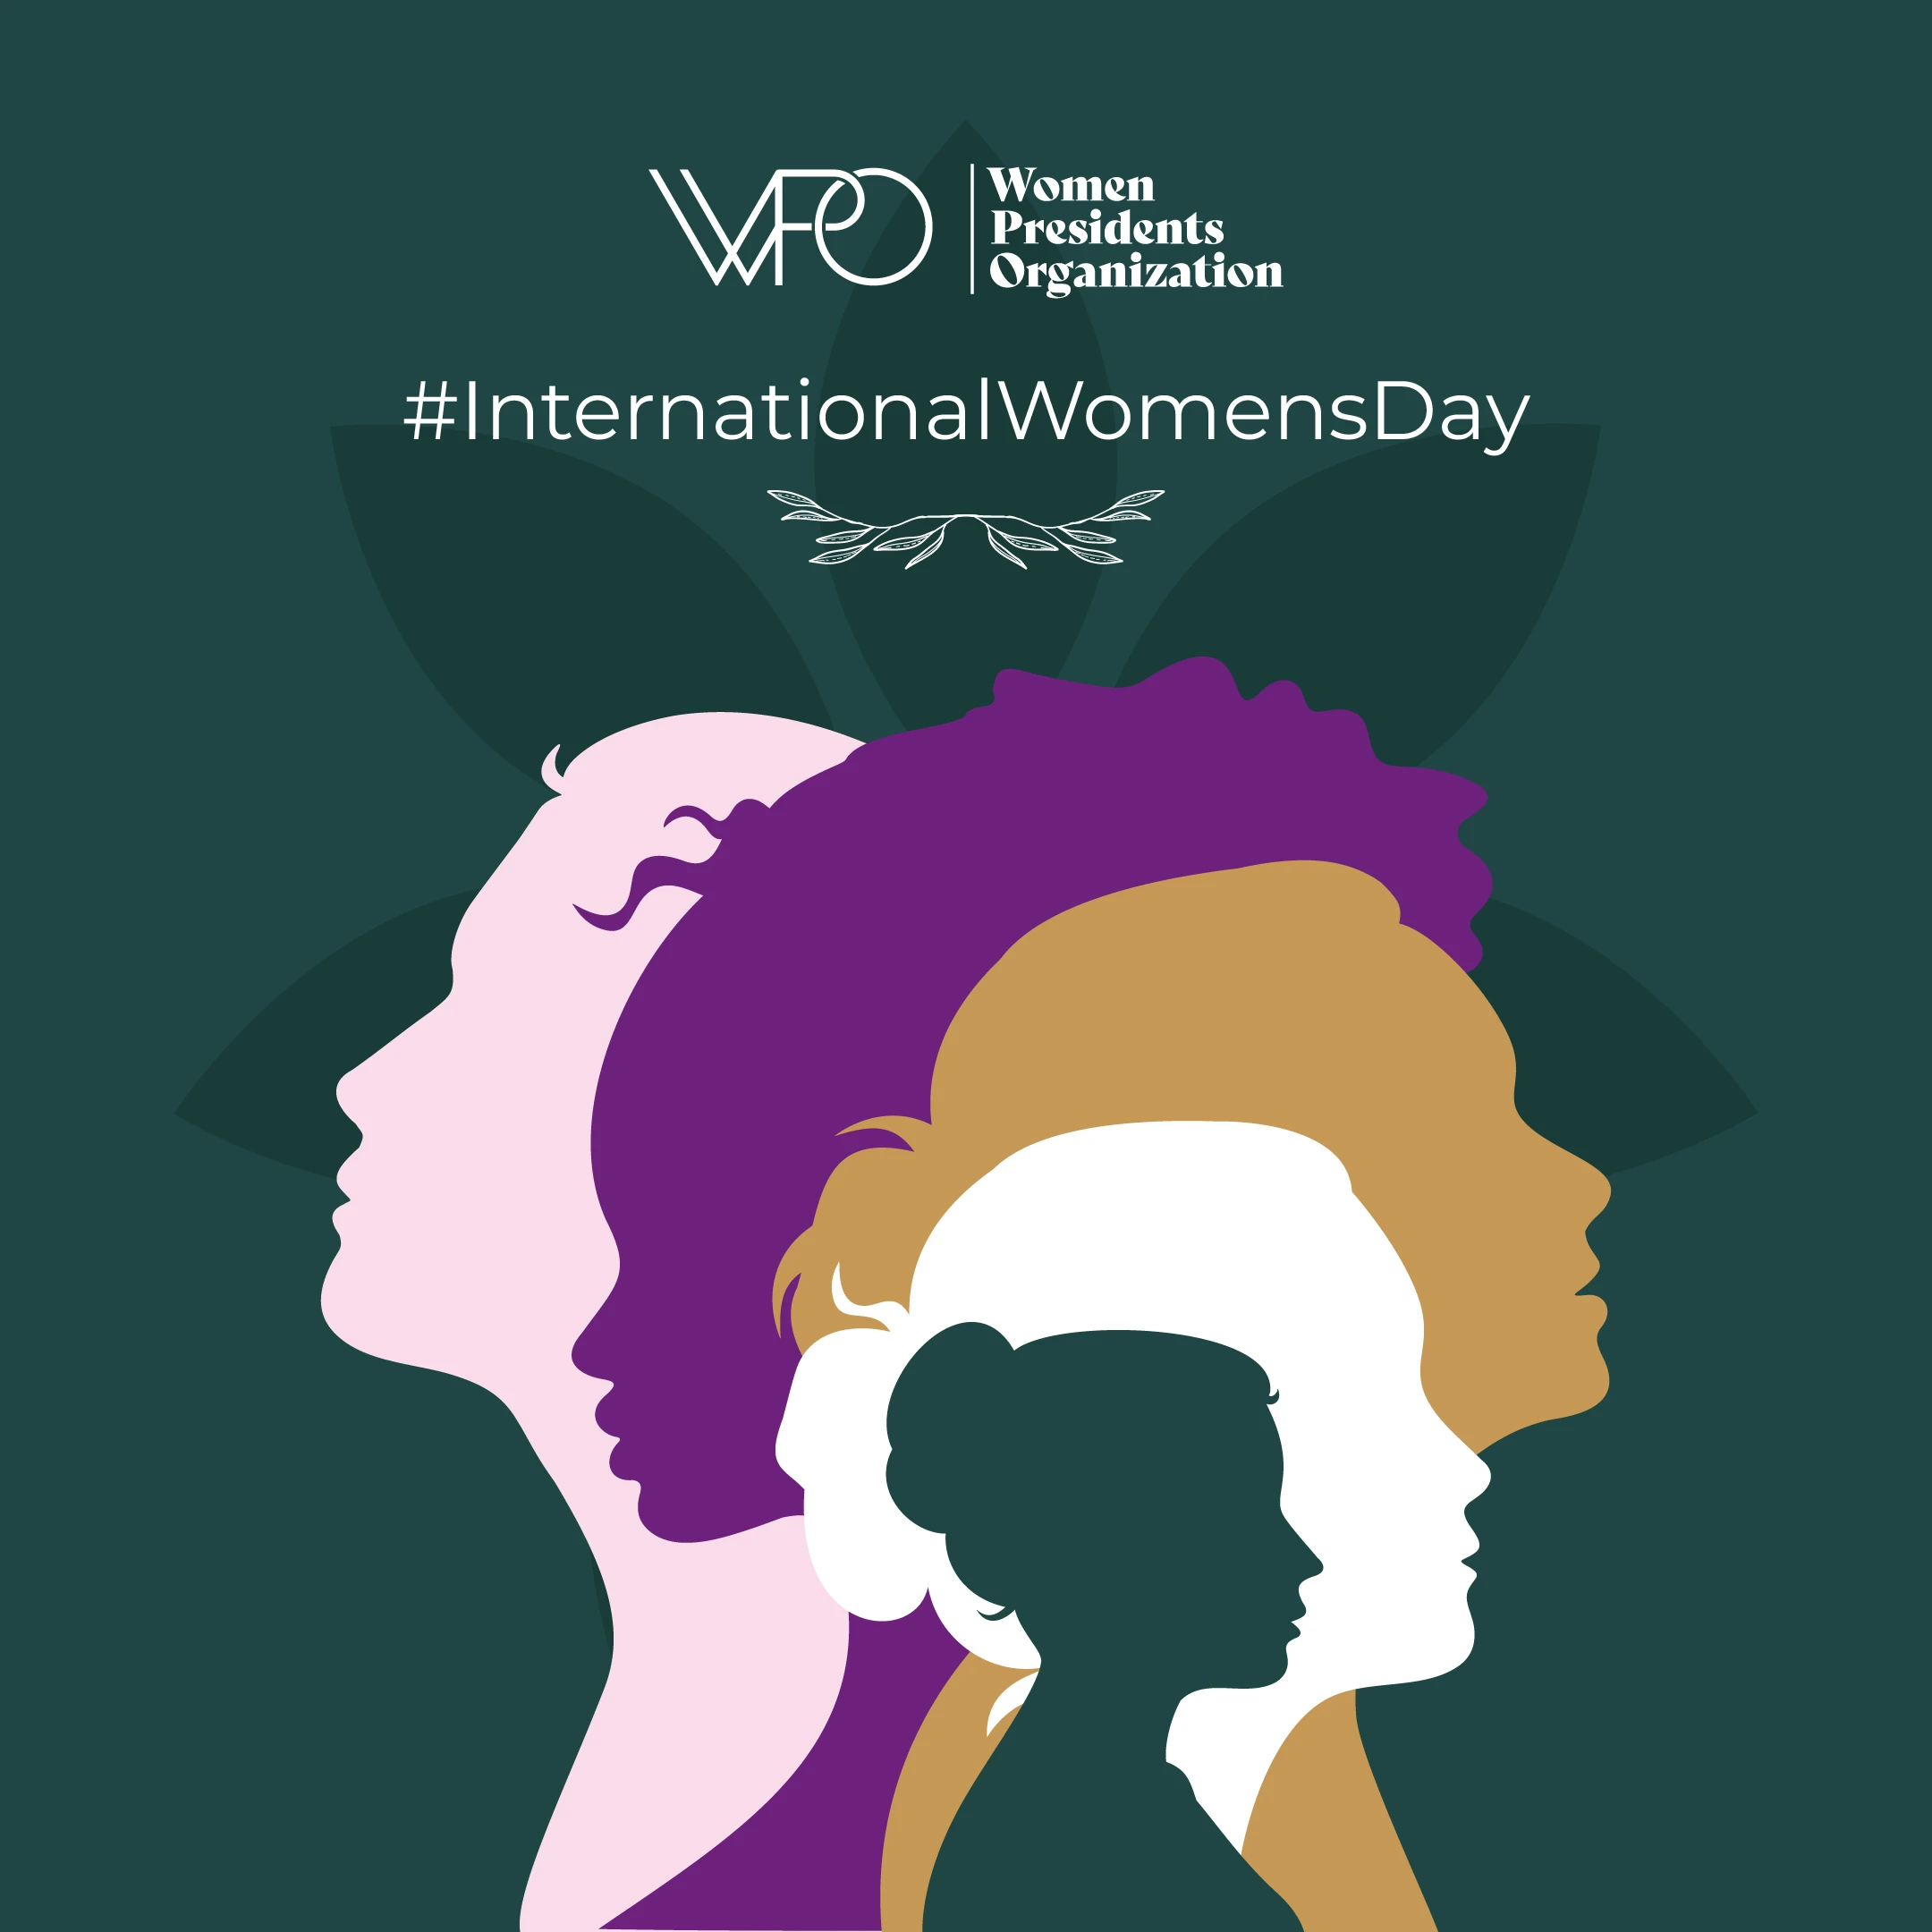 WPO
Women
Presidents
Organization
#InternationalWomensDay